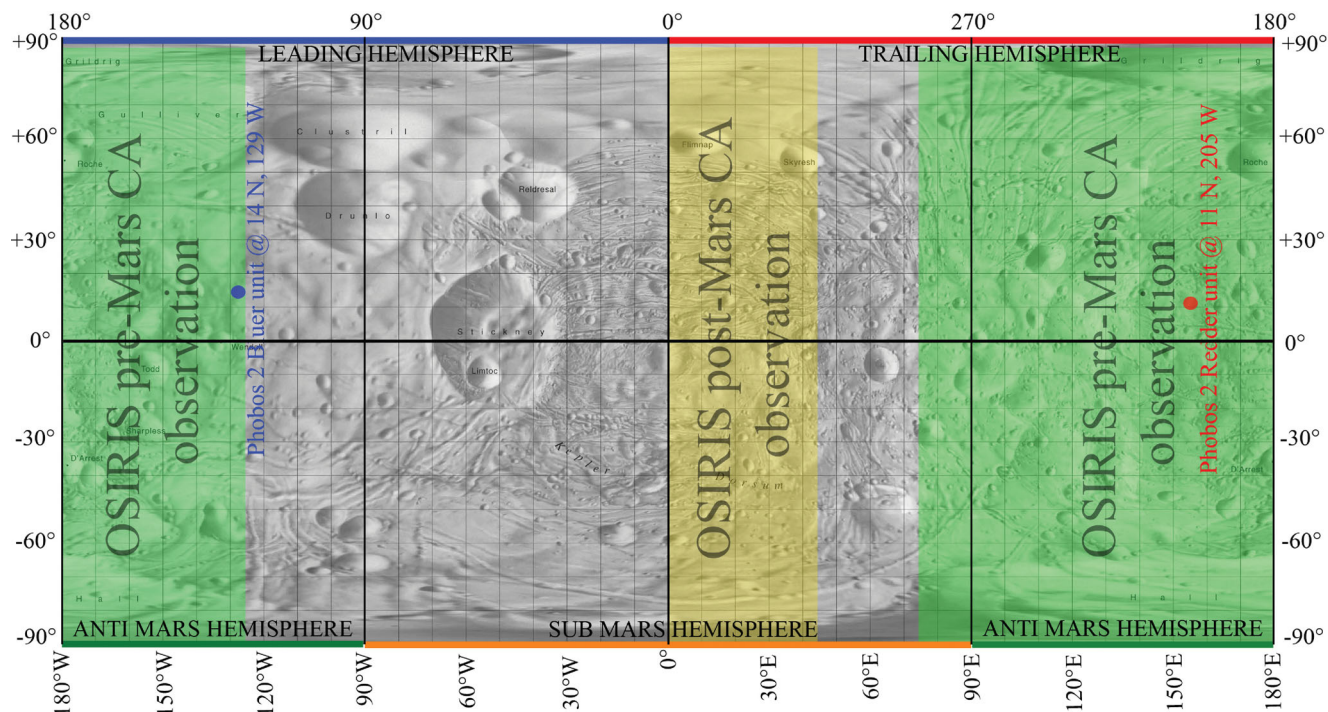 180°
90°
0°
270°
180°
+90°
LEADING HEMISPHERE
TRAILING HEMISPHERE
+90°
Grildrig
Grildrig
Gulliver
Clustril
+60°
+60°
Roche
Flimnap
Skyresh
Roche
Reldresal
Drunlo
+30°
+30°
OSIRIS pre-Mars CA
observation
Phobos 2 Bluer unit @ 14 N, 129 W
OSIRIS post-Mars CA
observation
OSIRIS pre-Mars CA
observation
Phobos 2 Redder unit @ 11 N, 205 W
Stickney
0°
0°
Wendell
Todd
Limtoc
Sharpless
-30°
-30°
D'Arrest
Kepler
Dorsum
D'Arrest
-60°
-60°
Hall
Hall
-90°
ANTI MARS HEMISPHERE
SUB MARS HEMISPHERE
ANTI MARS HEMISPHERE
-90°
180°W
150°W
120°W
90°W
60°W
30°W
0°
30°E
60°E
90°E
120°E
150°E
180°E